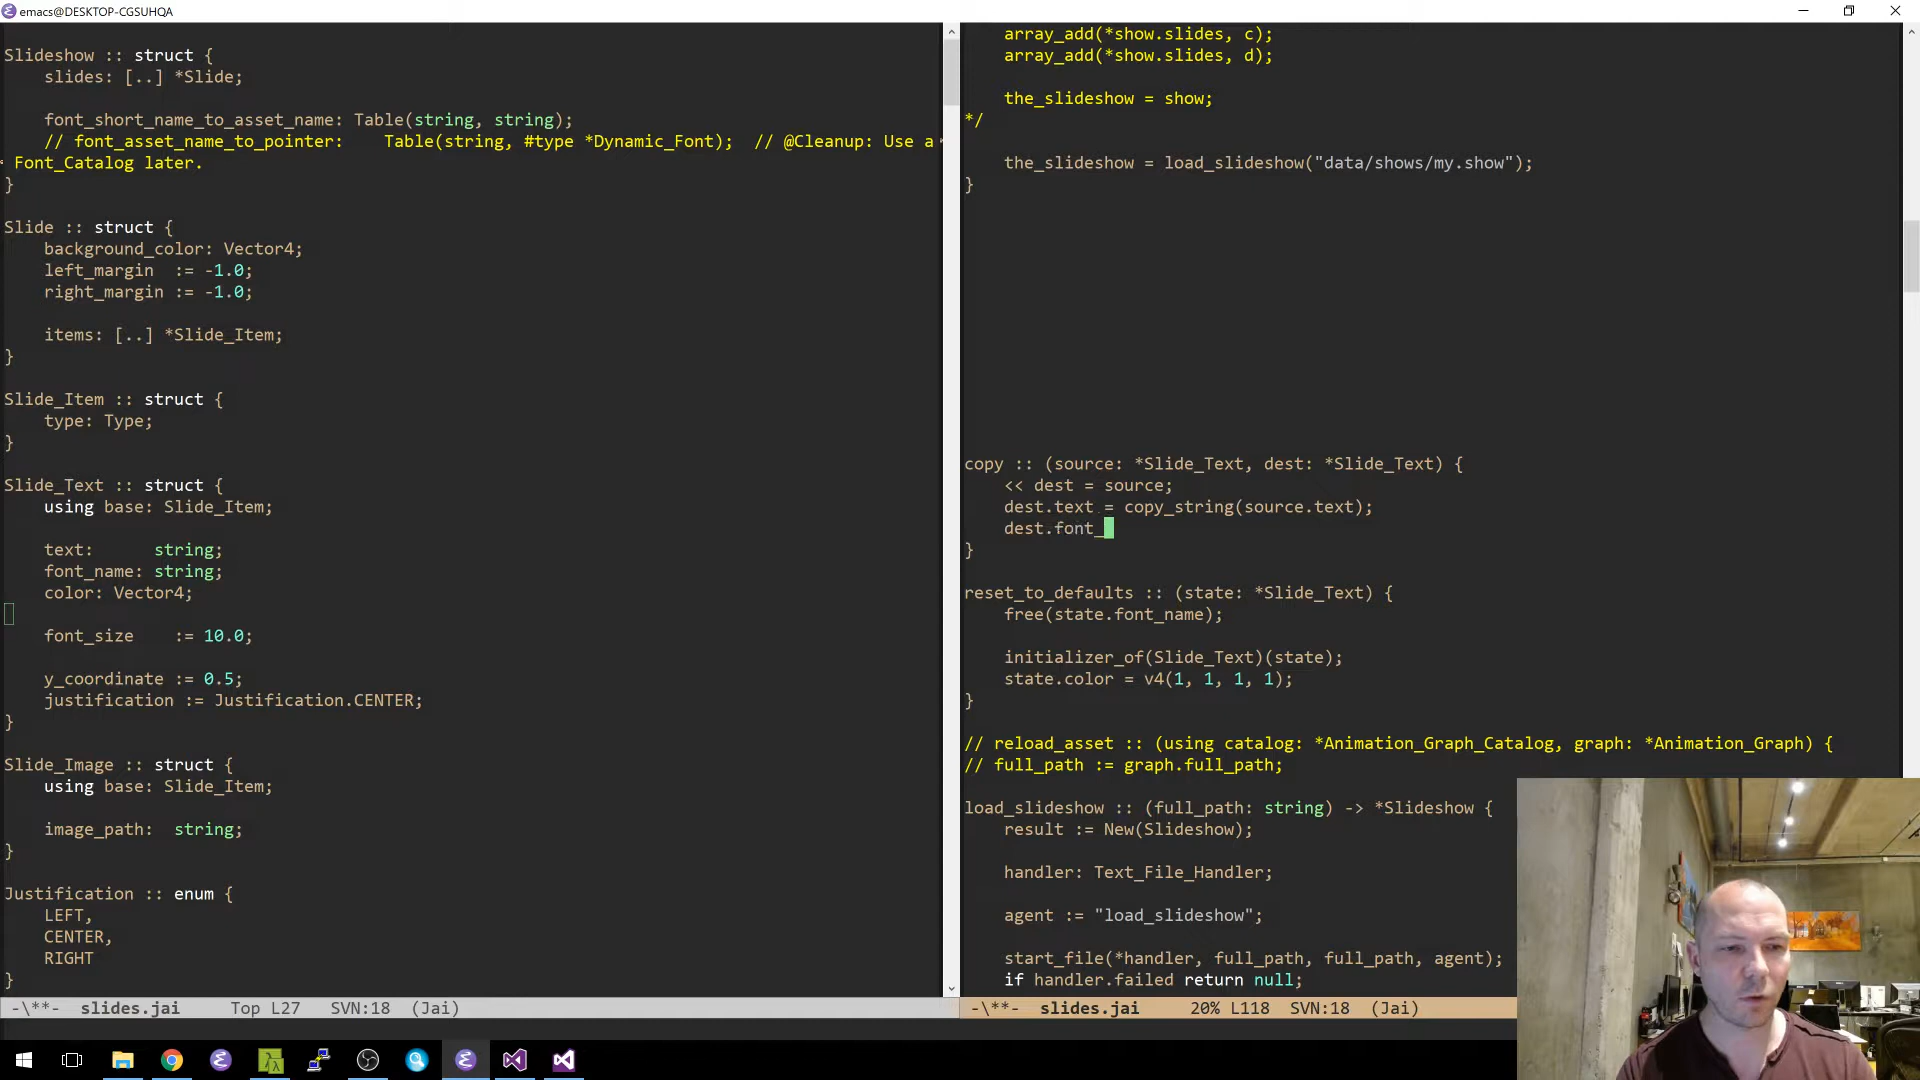 emacs@DESKTOP-CGSUHQA
Slideshow :: struct {
    slides: [..] *Slide;
    font_short_name_to_asset_name: Table(string, string);
    // font_asset_name_to_pointer:    Table(string, #type *Dynamic_Font);  // @Cleanup: Use a
 Font_Catalog later.
}
Slide :: struct {
    background_color: Vector4;
    left_margin  := -1.0;
    right_margin := -1.0;
    items: [..] *Slide_Item;
}
Slide_Item :: struct {
    type: Type;
}
Slide_Text :: struct {
    using base: Slide_Item;
    text:      string;
    font_name: string;
    color: Vector4;
    font_size    := 10.0;
    y_coordinate := 0.5;
    justification := Justification.CENTER;
}
Slide_Image :: struct {
    using base: Slide_Item;
    image_path:  string;
}
Justification :: enum {
    LEFT,
    CENTER,
    RIGHT
}
-\**-  slides.jai     Top L27   SVN:18  (Jai)
    array_add(*show.slides, c);
    array_add(*show.slides, d);
    the_slideshow = show;
*/
    the_slideshow = load_slideshow("data/shows/my.show");
}
copy :: (source: *Slide_Text, dest: *Slide_Text) {
    << dest = source;
    dest.text = copy_string(source.text);
    dest.font_
}
reset_to_defaults :: (state: *Slide_Text) {
    free(state.font_name);
    initializer_of(Slide_Text)(state);
    state.color = v4(1, 1, 1, 1);
}
// reload_asset :: (using catalog: *Animation_Graph_Catalog, graph: *Animation_Graph) {
// full_path := graph.full_path;
load_slideshow :: (full_path: string) -> *Slideshow {
    result := New(Slideshow);
    handler: Text_File_Handler;
    agent := "load_slideshow";
    start_file(*handler, full_path, full_path, agent);
    if handler.failed return null;
-\**-  slides.jai     20% L118  SVN:18  (Jai)